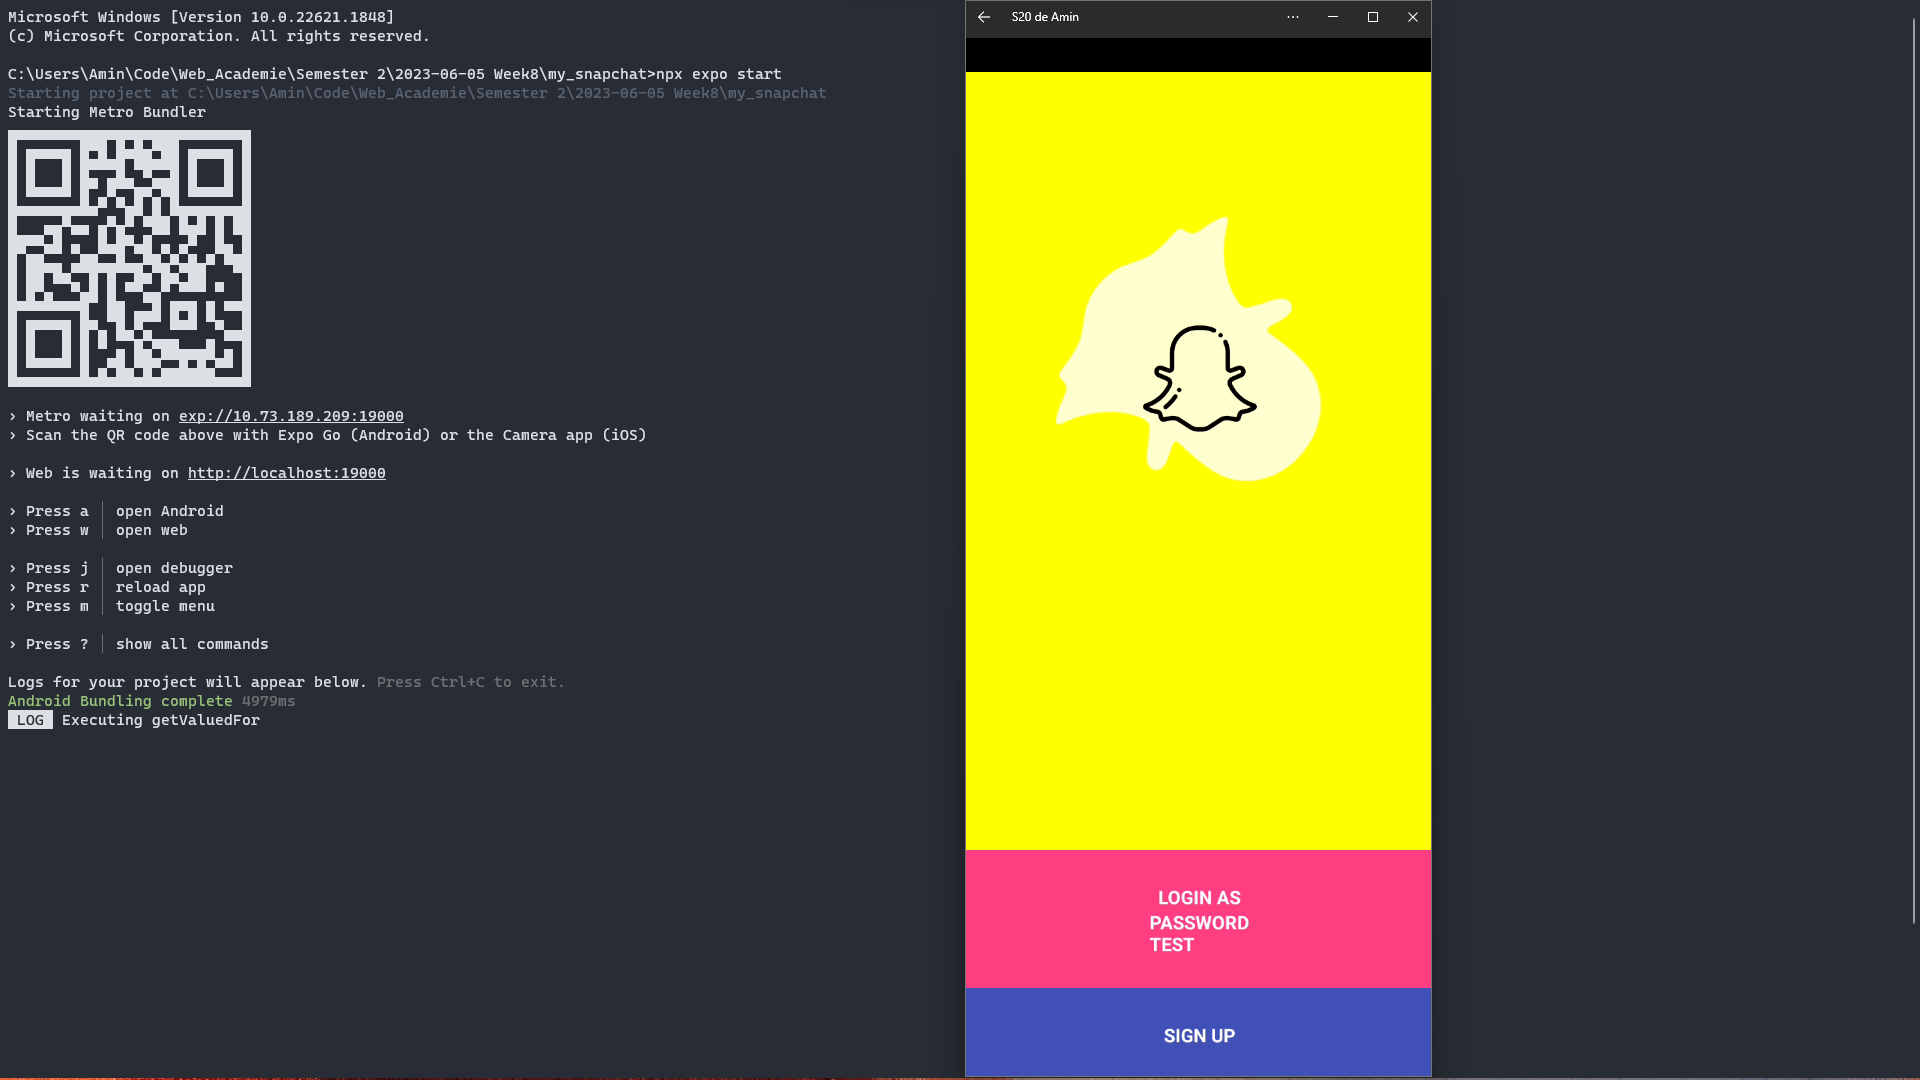 Microsoft Windows [Version 10.0.22621.1848]
(c) Microsoft Corporation. All rights reserved.
C:\Users\Amin\Code\Web_Academie\Semester 2\2023-06-05 Week8\my_snapchat>npx expo start
Starting project at C:\Users\Amin\Code\Web_Academie\Semester 2\2023-06-05 Week8\my_snapchat
Starting Metro Bundler
› Metro waiting on exp://10.73.189.209:19000
› Scan the QR code above with Expo Go (Android) or the Camera app (iOS)
› Web is waiting on http://localhost:19000
› Press a │ open Android
› Press w │ open web
› Press j │ open debugger
› Press r │ reload app
› Press m │ toggle menu
› Press ? │ show all commands
Logs for your project will appear below. Press Ctrl+C to exit.
Android Bundling complete 4979ms
LOG Executing getValuedFor
S20 de Amin
LOGIN AS
PASSWORD
TEST
SIGN UP